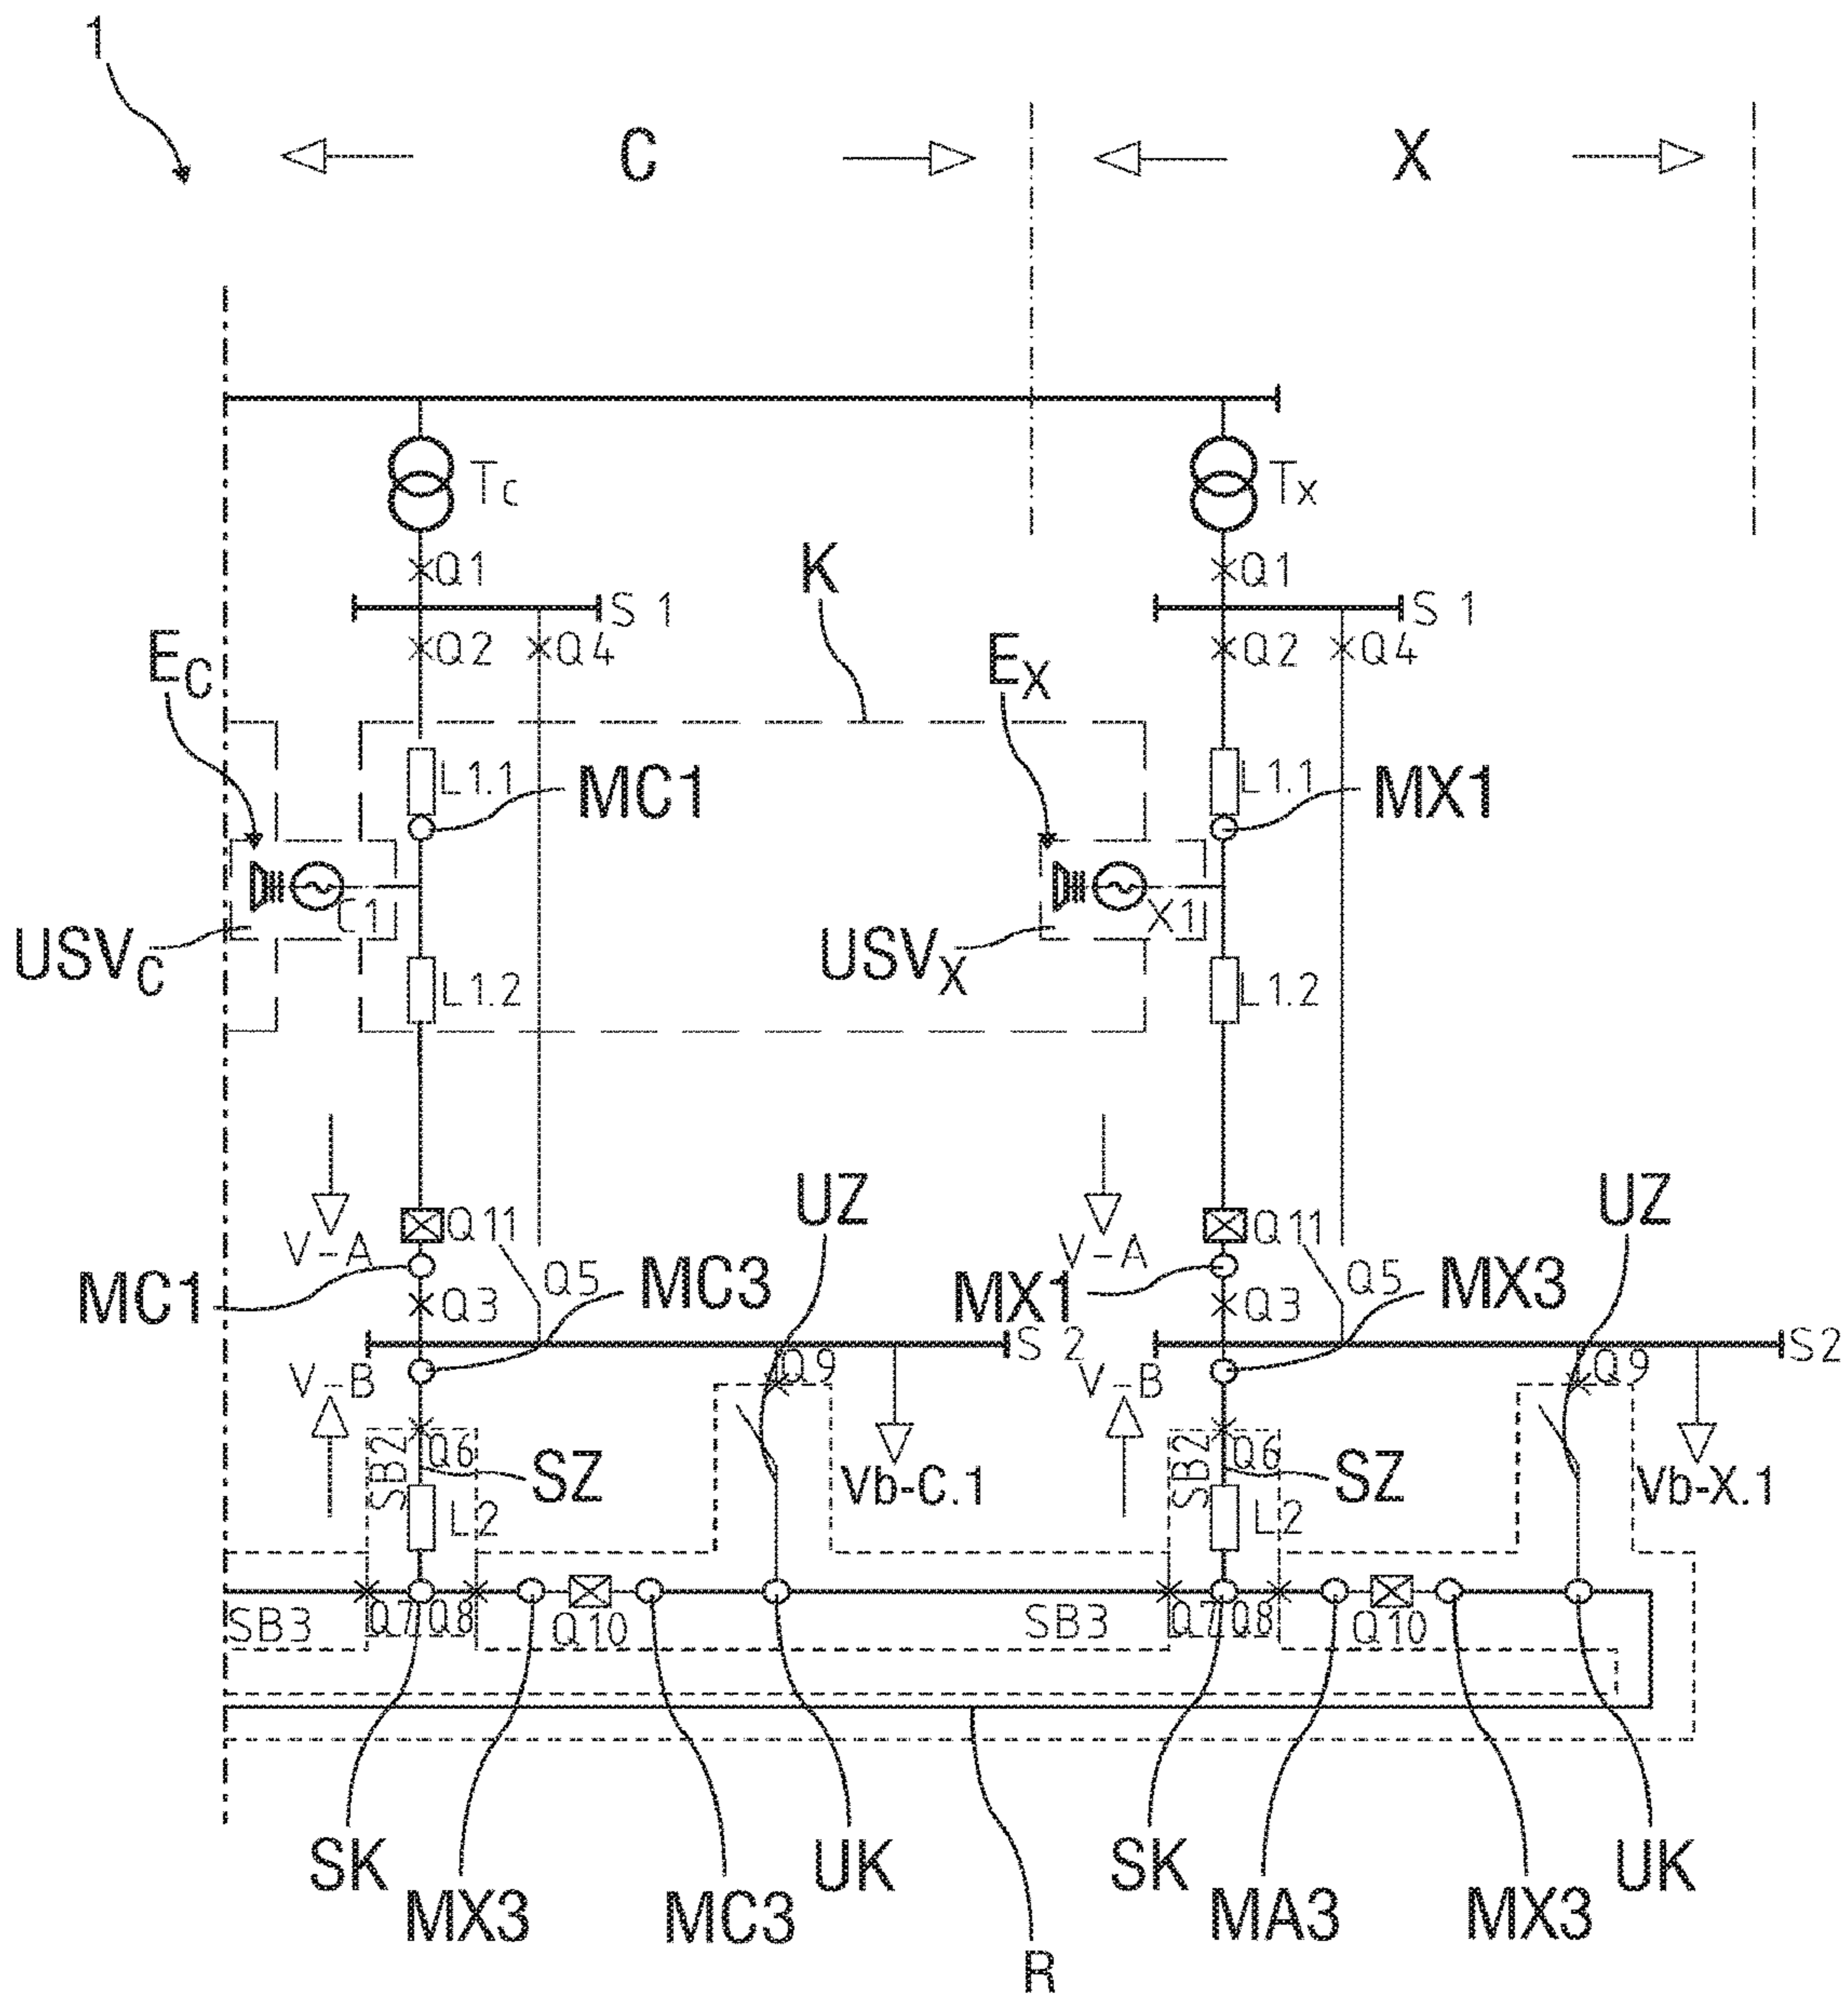 1
C X
Tc Tx
Q1 Q1
K
S1 S1
Q2 Q4 Q2 Q4
EC EX
L1.1 MC1 L1.1 MX1
C1 X1
USVC USVX
L1.2 L1.2
UZ UZ
Q11 Q11
V-A V-A
Q5 MC3 Q5 MX3
MC1 Q3 MX1 Q3
S2 S2
V-B Q9 V-B Q9
SB2 Q6 SZ SB2 Q6 SZ
Vb-C.1 Vb-X.1
L2 L2
SB3 Q7 Q8 Q10 SB3 Q7 Q8 Q10
SK UK SK UK
MX3 MC3 MA3 MX3
R